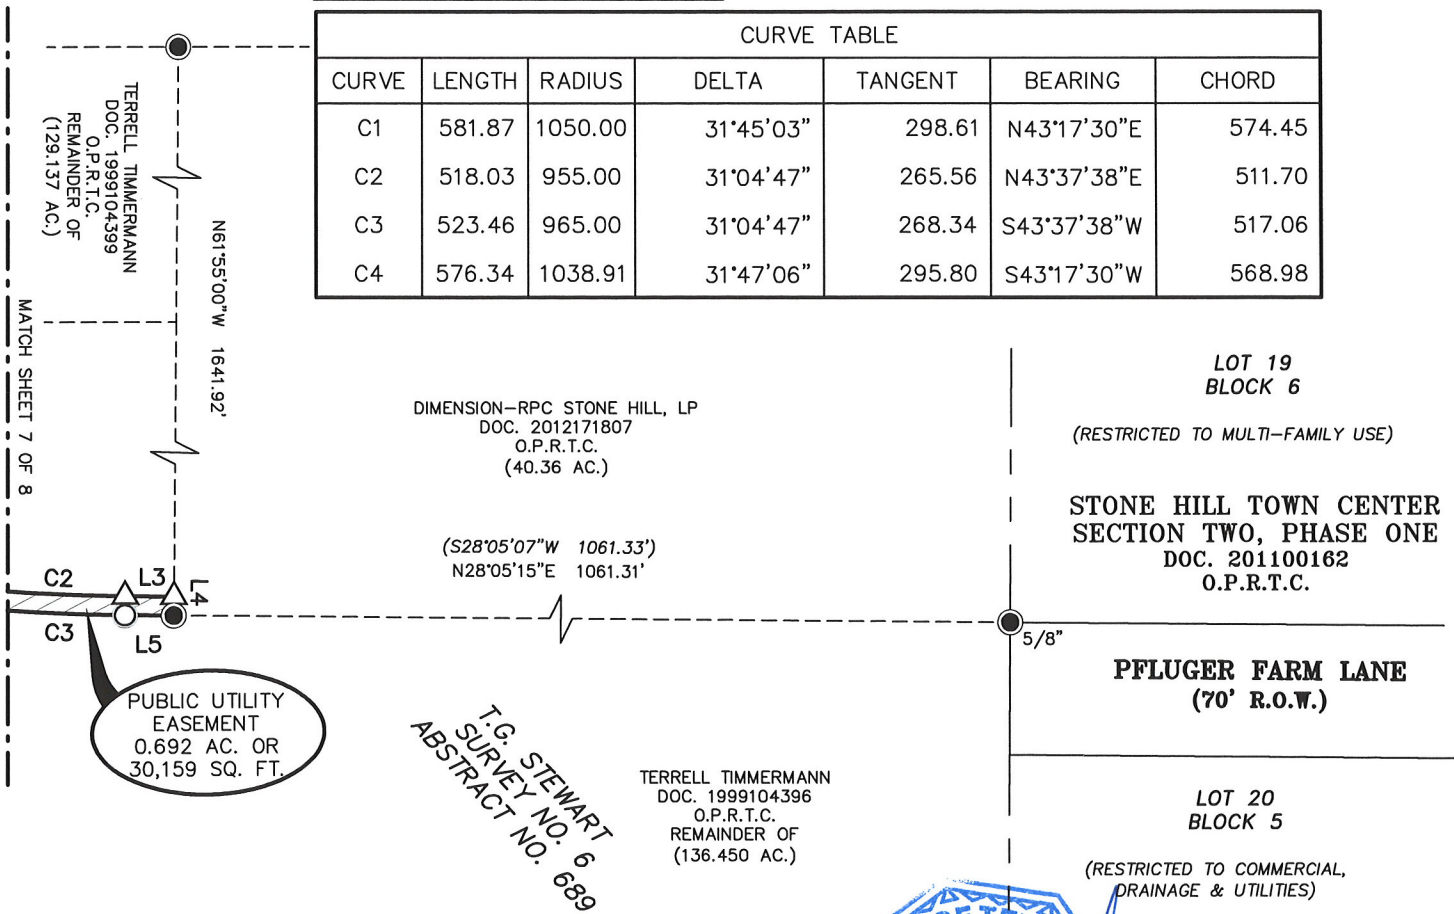 CURVE TABLE
CURVE LENGTH RADIUS DELTA TANGENT BEARING CHORD
C1 581.87 1050.00 31°45'03" 298.61 N43°17'30"E 574.45
C2 518.03 955.00 31°04'47" 265.56 N43°37'38"E 511.70
C3 523.46 965.00 31°04'47" 268.34 S43°37'38"W 517.06
C4 576.34 1038.91 31°47'06" 295.80 S43°17'30"W 568.98
TERRELL TIMMERMANN
DOC. 1999104399
O.P.R.T.C.
REMAINDER OF
(129.137 AC.)
N61°55'00"W 1641.92'
MATCH SHEET 7 OF 8
DIMENSION-RPC STONE HILL, LP
DOC. 2012171807
O.P.R.T.C.
(40.36 AC.)
(S28°05'07"W 1061.33')
N28°05'15"E 1061.31'
LOT 19
BLOCK 6
(RESTRICTED TO MULTI-FAMILY USE)
STONE HILL TOWN CENTER
SECTION TWO, PHASE ONE
DOC. 201100162
O.P.R.T.C.
C2
L3
L4
C3
L5
5/8"
PFLUGER FARM LANE
(70' R.O.W.)
PUBLIC UTILITY
EASEMENT
0.692 AC. OR
30,159 SQ. FT.
T.G. STEWART
SURVEY NO. 6
ABSTRACT NO. 689
TERRELL TIMMERMANN
DOC. 1999104396
O.P.R.T.C.
REMAINDER OF
(136.450 AC.)
LOT 20
BLOCK 5
(RESTRICTED TO COMMERCIAL,
DRAINAGE & UTILITIES)